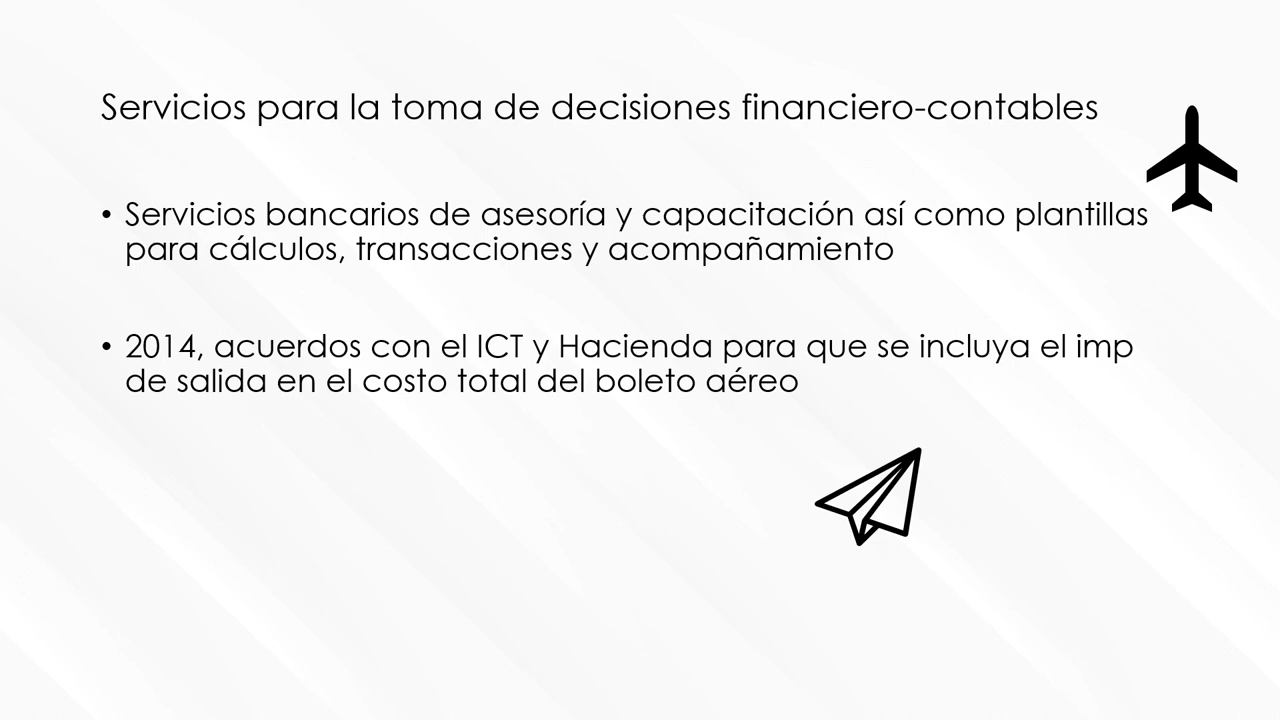 Servicios para la toma de decisiones financiero-contables
• Servicios bancarios de asesoría y capacitación así como plantillas
para cálculos, transacciones y acompañamiento
• 2014, acuerdos con el ICT y Hacienda para que se incluya el imp
de salida en el costo total del boleto aéreo